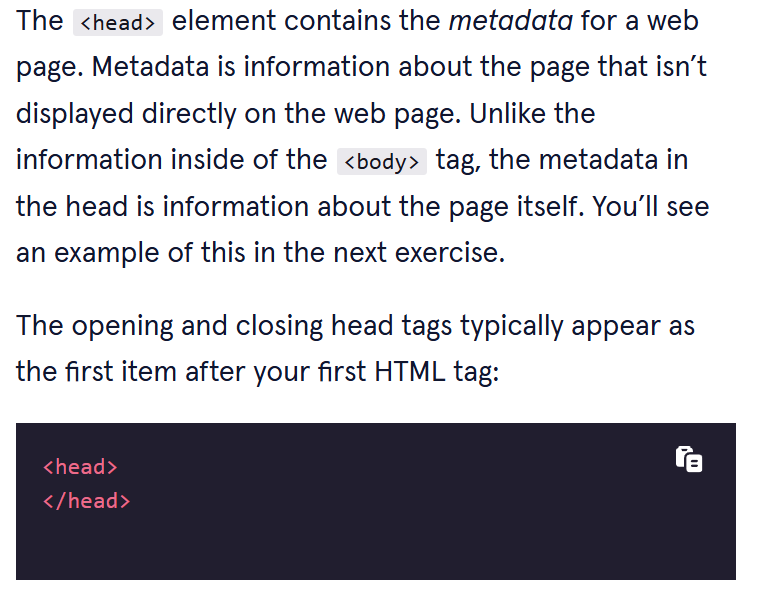 The <head> element contains the metadata for a web
page. Metadata is information about the page that isn’t
displayed directly on the web page. Unlike the
information inside of the <body> tag, the metadata in
the head is information about the page itself. You’ll see
an example of this in the next exercise.
The opening and closing head tags typically appear as
the first item after your first HTML tag:
<head>
</head>